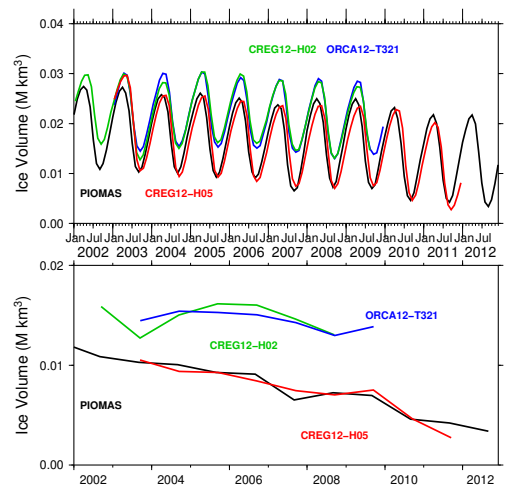 0.04
CREG12−H02 ORCA12−T321
0.03
0.02
0.01
PIOMAS CREG12−H05
0.00
Ice Volume (M km³)
Jan Jul Jan Jul Jan Jul Jan Jul Jan Jul Jan Jul Jan Jul Jan Jul Jan Jul Jan Jul Jan Jul
2002 2003 2004 2005 2006 2007 2008 2009 2010 2011 2012
0.02
ORCA12−T321
CREG12−H02
0.01
PIOMAS
CREG12−H05
0.00
Ice Volume (M km³)
2002 2004 2006 2008 2010 2012